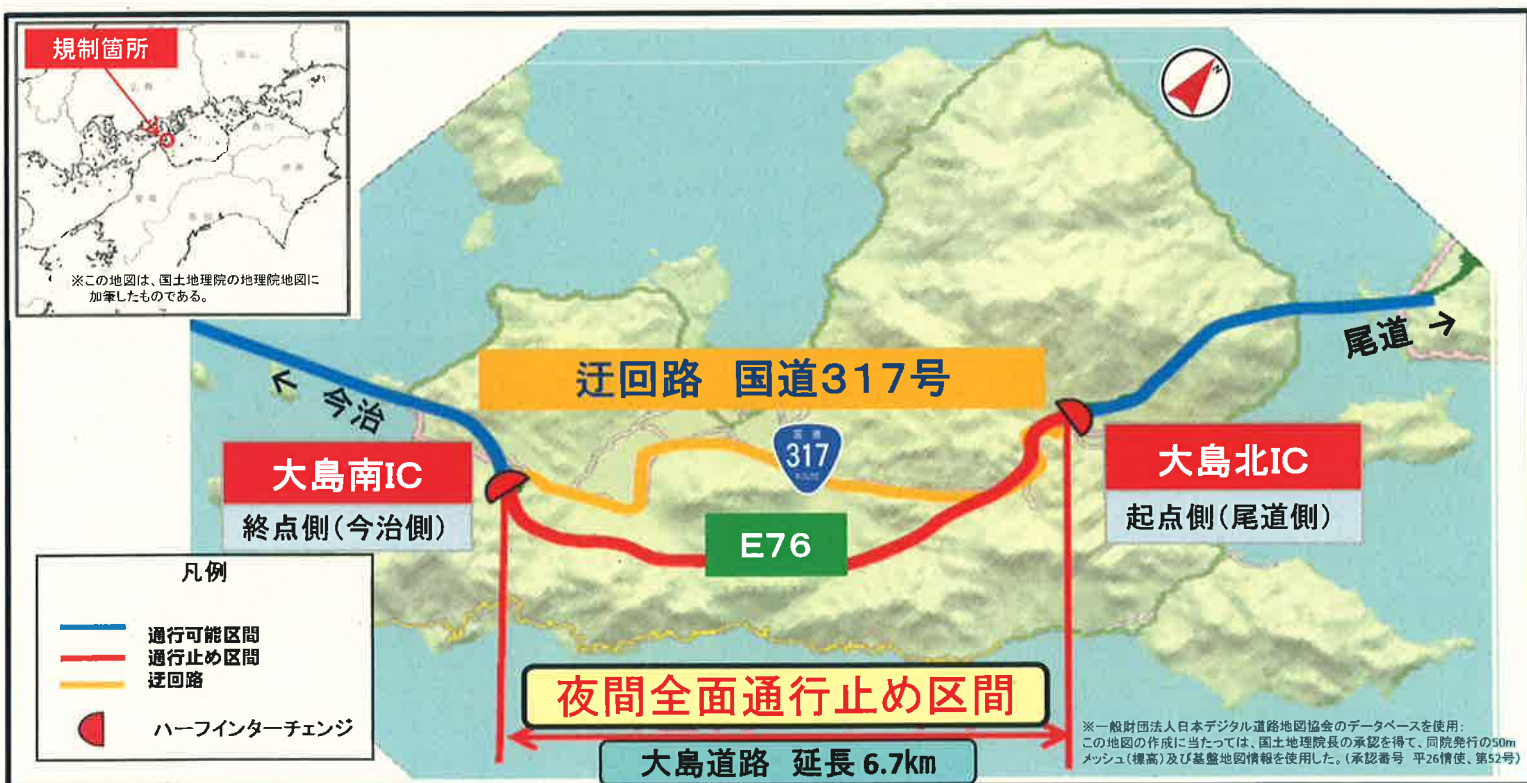 規制箇所
※この地図は、国土地理院の地理院地図に
加筆したものである。
N
尾道 →
← 今治
迂回路 国道317号
国道
317
ROUTE
大島南IC
終点側(今治側)
大島北IC
起点側(尾道側)
E76
凡例
通行可能区間
通行止め区間
迂回路
ハーフインターチェンジ
夜間全面通行止め区間
大島道路 延長 6.7km
※一般財団法人日本デジタル道路地図協会のデータベースを使用:
この地図の作成に当たっては、国土地理院長の承認を得て、同院発行の50m
メッシュ(標高)及び基盤地図情報を使用した。(承認番号 平26情使、第52号)